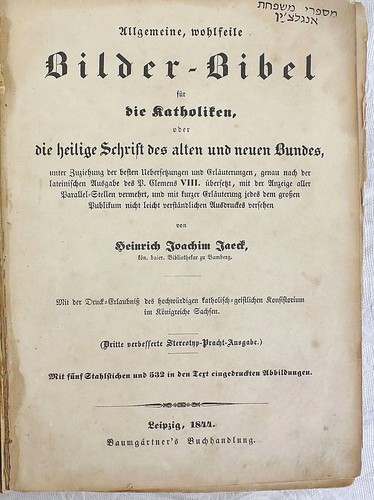 מספרי משפחת
אנגלצ'ין
Allgemeine, wohlfeile
Bilder-Bibel
für
die Katholiken,
oder
die heilige Schrift des alten und neuen Bundes,
unter Zuziehung der besten Uebersetzungen und Erläuterungen, genau nach der
lateinischen Ausgabe des P. Clemens VIII. übersetzt, mit der Anzeige aller
Parallel-Stellen vermehrt, und mit kurzer Erläuterung jedes dem großen
Publikum nicht leicht verständlichen Ausdruckes versehen
von
Heinrich Joachim Jaeck,
kön. baier. Bibliothekar zu Bamberg.
Mit der Druck-Erlaubniß des hochwürdigen katholisch-geistlichen Konsistorium
im Königreiche Sachsen.
(Dritte verbesserte Stereotyp-Pracht-Ausgabe.)
Mit fünf Stahlstichen und 532 in den Text eingedruckten Abbildungen.
Leipzig, 1844.
Baumgärtner's Buchhandlung.